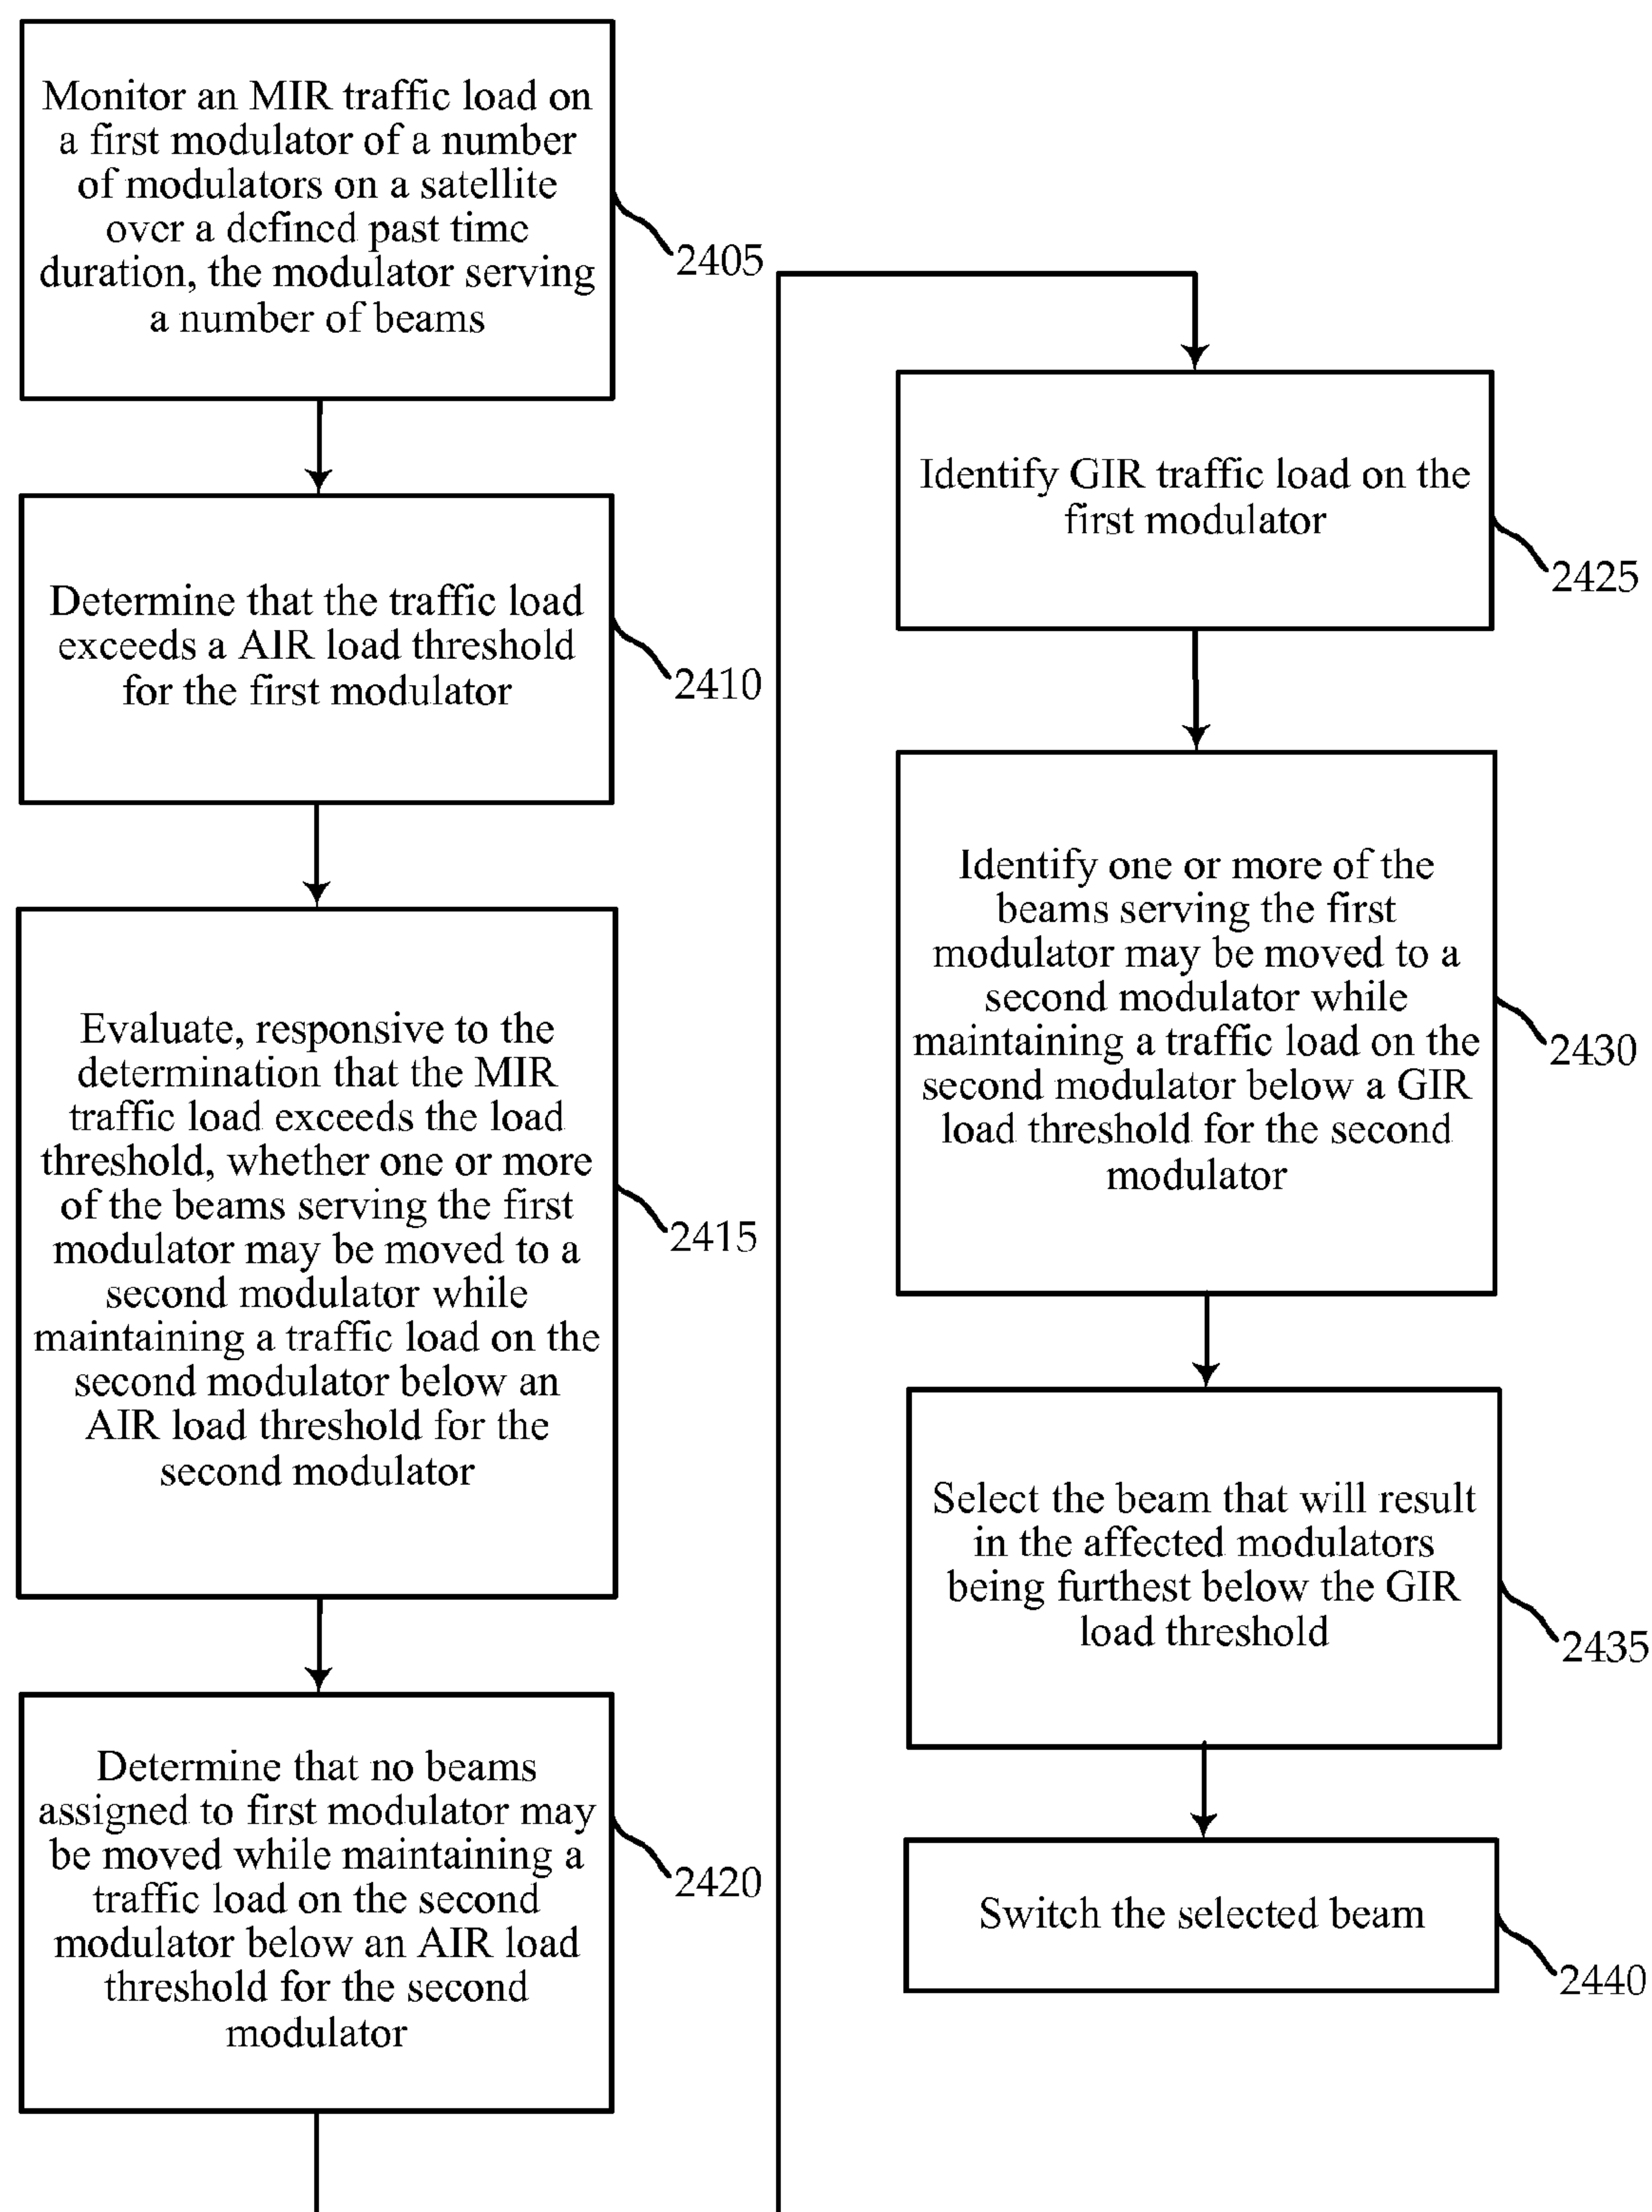 Monitor an MIR traffic load on
a first modulator of a number
of modulators on a satellite
over a defined past time
duration, the modulator serving
a number of beams
2405
Determine that the traffic load
exceeds a AIR load threshold
for the first modulator
2410
Evaluate, responsive to the
determination that the MIR
traffic load exceeds the load
threshold, whether one or more
of the beams serving the first
modulator may be moved to a
second modulator while
maintaining a traffic load on the
second modulator below an
AIR load threshold for the
second modulator
2415
Determine that no beams
assigned to first modulator may
be moved while maintaining a
traffic load on the second
modulator below an AIR load
threshold for the second
modulator
2420
Identify GIR traffic load on the
first modulator
2425
Identify one or more of the
beams serving the first
modulator may be moved to a
second modulator while
maintaining a traffic load on the
second modulator below a GIR
load threshold for the second
modulator
2430
Select the beam that will result
in the affected modulators
being furthest below the GIR
load threshold
2435
Switch the selected beam
2440